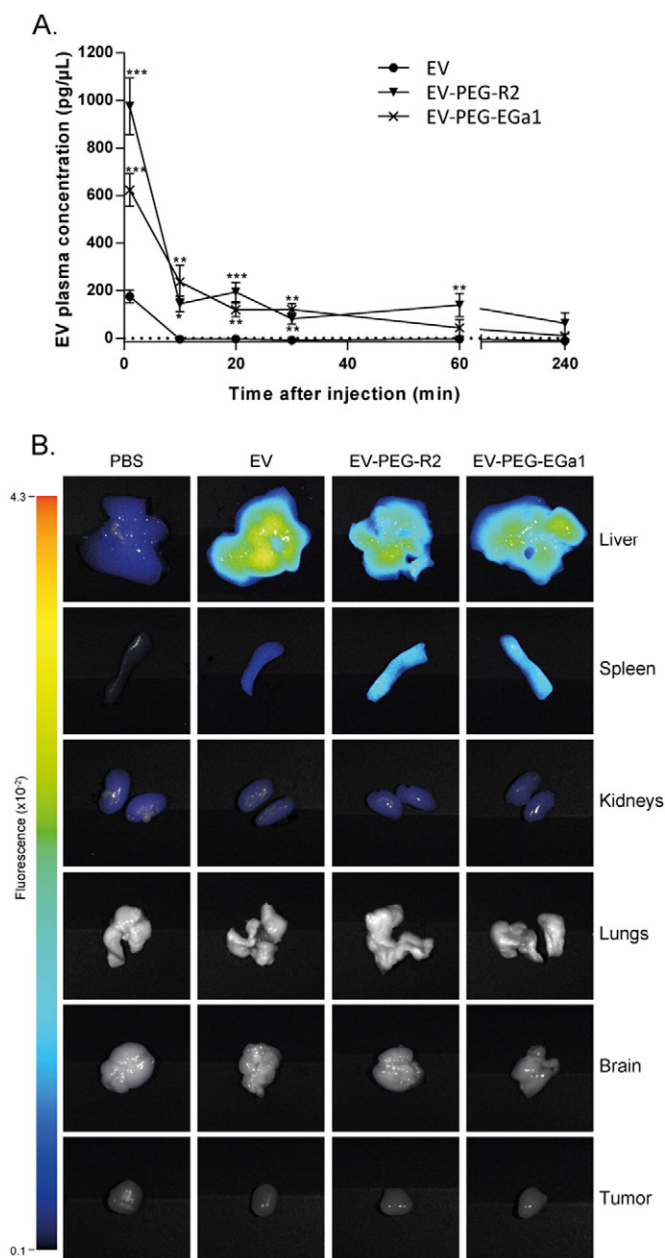 A.
EV plasma concentration (pg/µL)
1200
1000
800
600
400
200
0
EV
EV-PEG-R2
EV-PEG-EGa1
***
***
**
*
***
**
**
**
**
0
20
40
60
240
Time after injection (min)
B.
PBS EV EV-PEG-R2 EV-PEG-EGa1
4.3
Fluorescence (x10⁻²)
0.1
Liver
Spleen
Kidneys
Lungs
Brain
Tumor